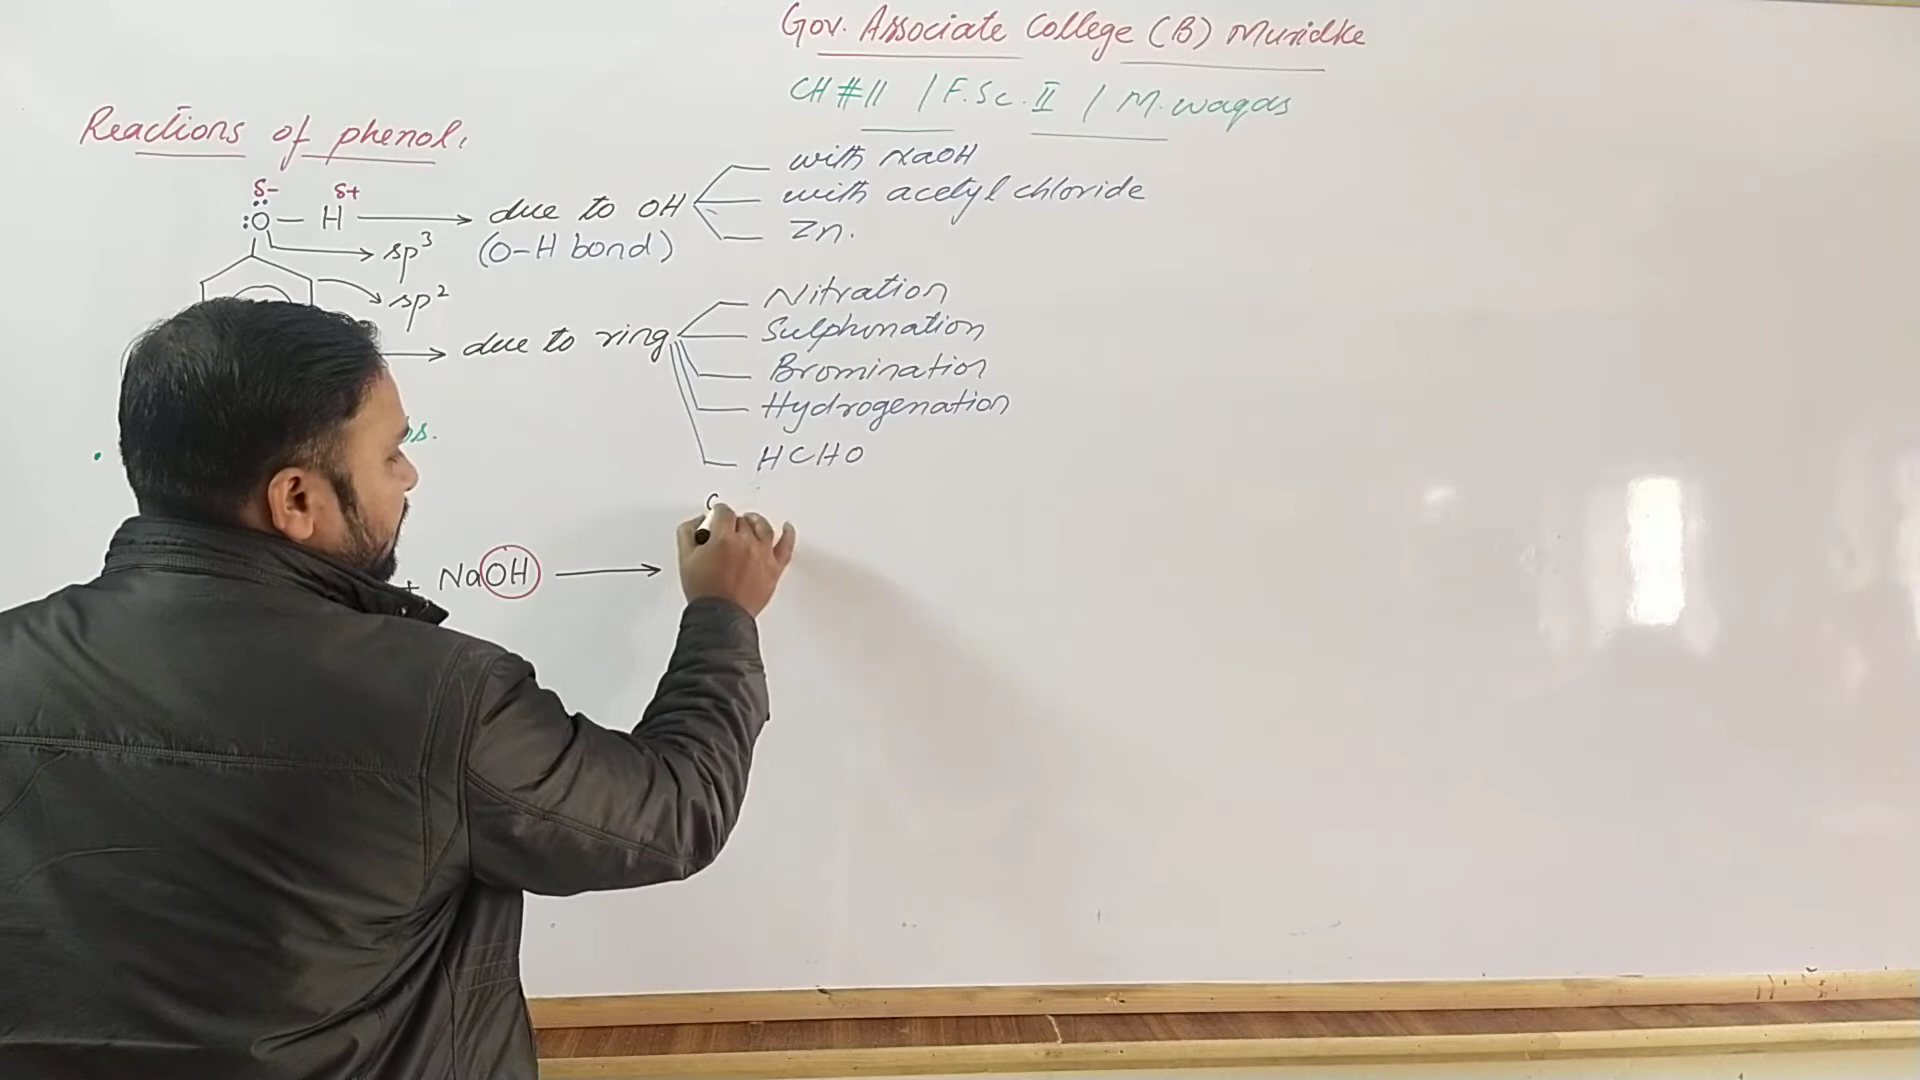 Gov. Associate College (B) Muridke
CH #11 / F.Sc. II / M. waqas
Reactions of phenol.
δ- δ+
:O – H → due to OH
(O-H bond)
sp³
sp²
with NaOH
with acetyl chloride
Zn.
due to ring
Nitration
Sulphonation
Bromination
Hydrogenation
HCHO
+ NaOH →